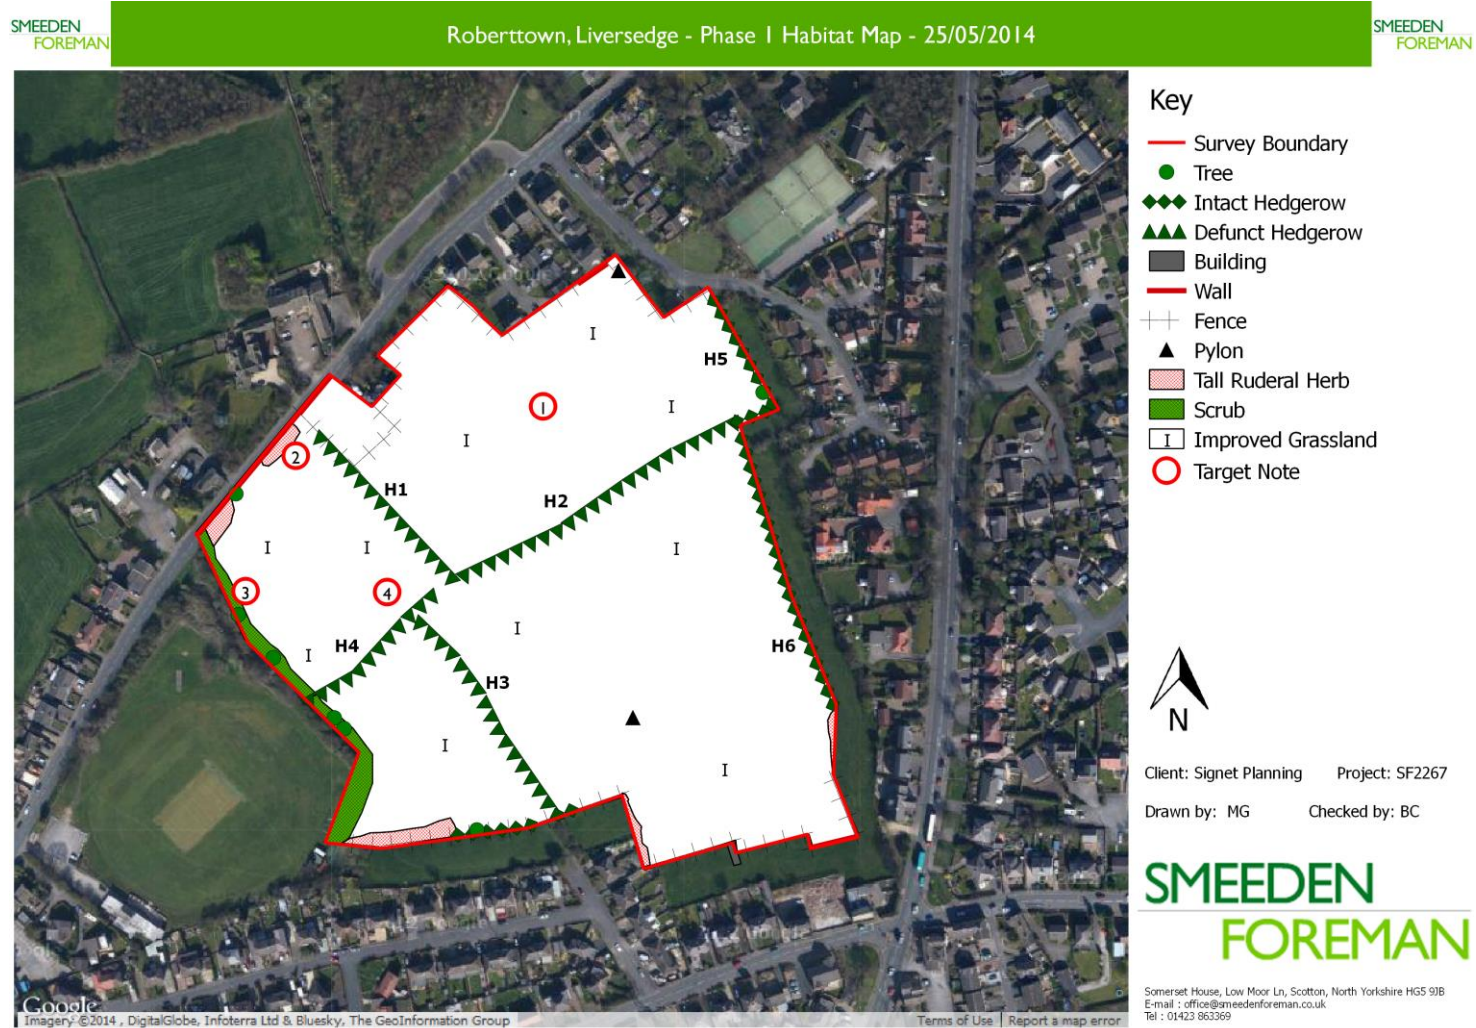 SMEEDEN
FOREMAN
Roberttown, Liversedge - Phase 1 Habitat Map - 25/05/2014
SMEEDEN
FOREMAN
Key
Survey Boundary
Tree
Intact Hedgerow
Defunct Hedgerow
Building
Wall
Fence
Pylon
Tall Ruderal Herb
Scrub
I Improved Grassland
Target Note
I
H5
1
I
I
2
H1
H2
I
I
I
3
4
I
H4
I
H6
H3
I
I
N
Client: Signet Planning Project: SF2267
Drawn by: MG Checked by: BC
SMEEDEN
FOREMAN
Somerset House, Low Moor Ln, Scotton, North Yorkshire HG5 9JB
E-mail : office@smeedenforeman.co.uk
Tel : 01423 863369
Google
Imagery ©2014 , DigitalGlobe, Infoterra Ltd & Bluesky, The GeoInformation Group
Terms of Use Report a map error